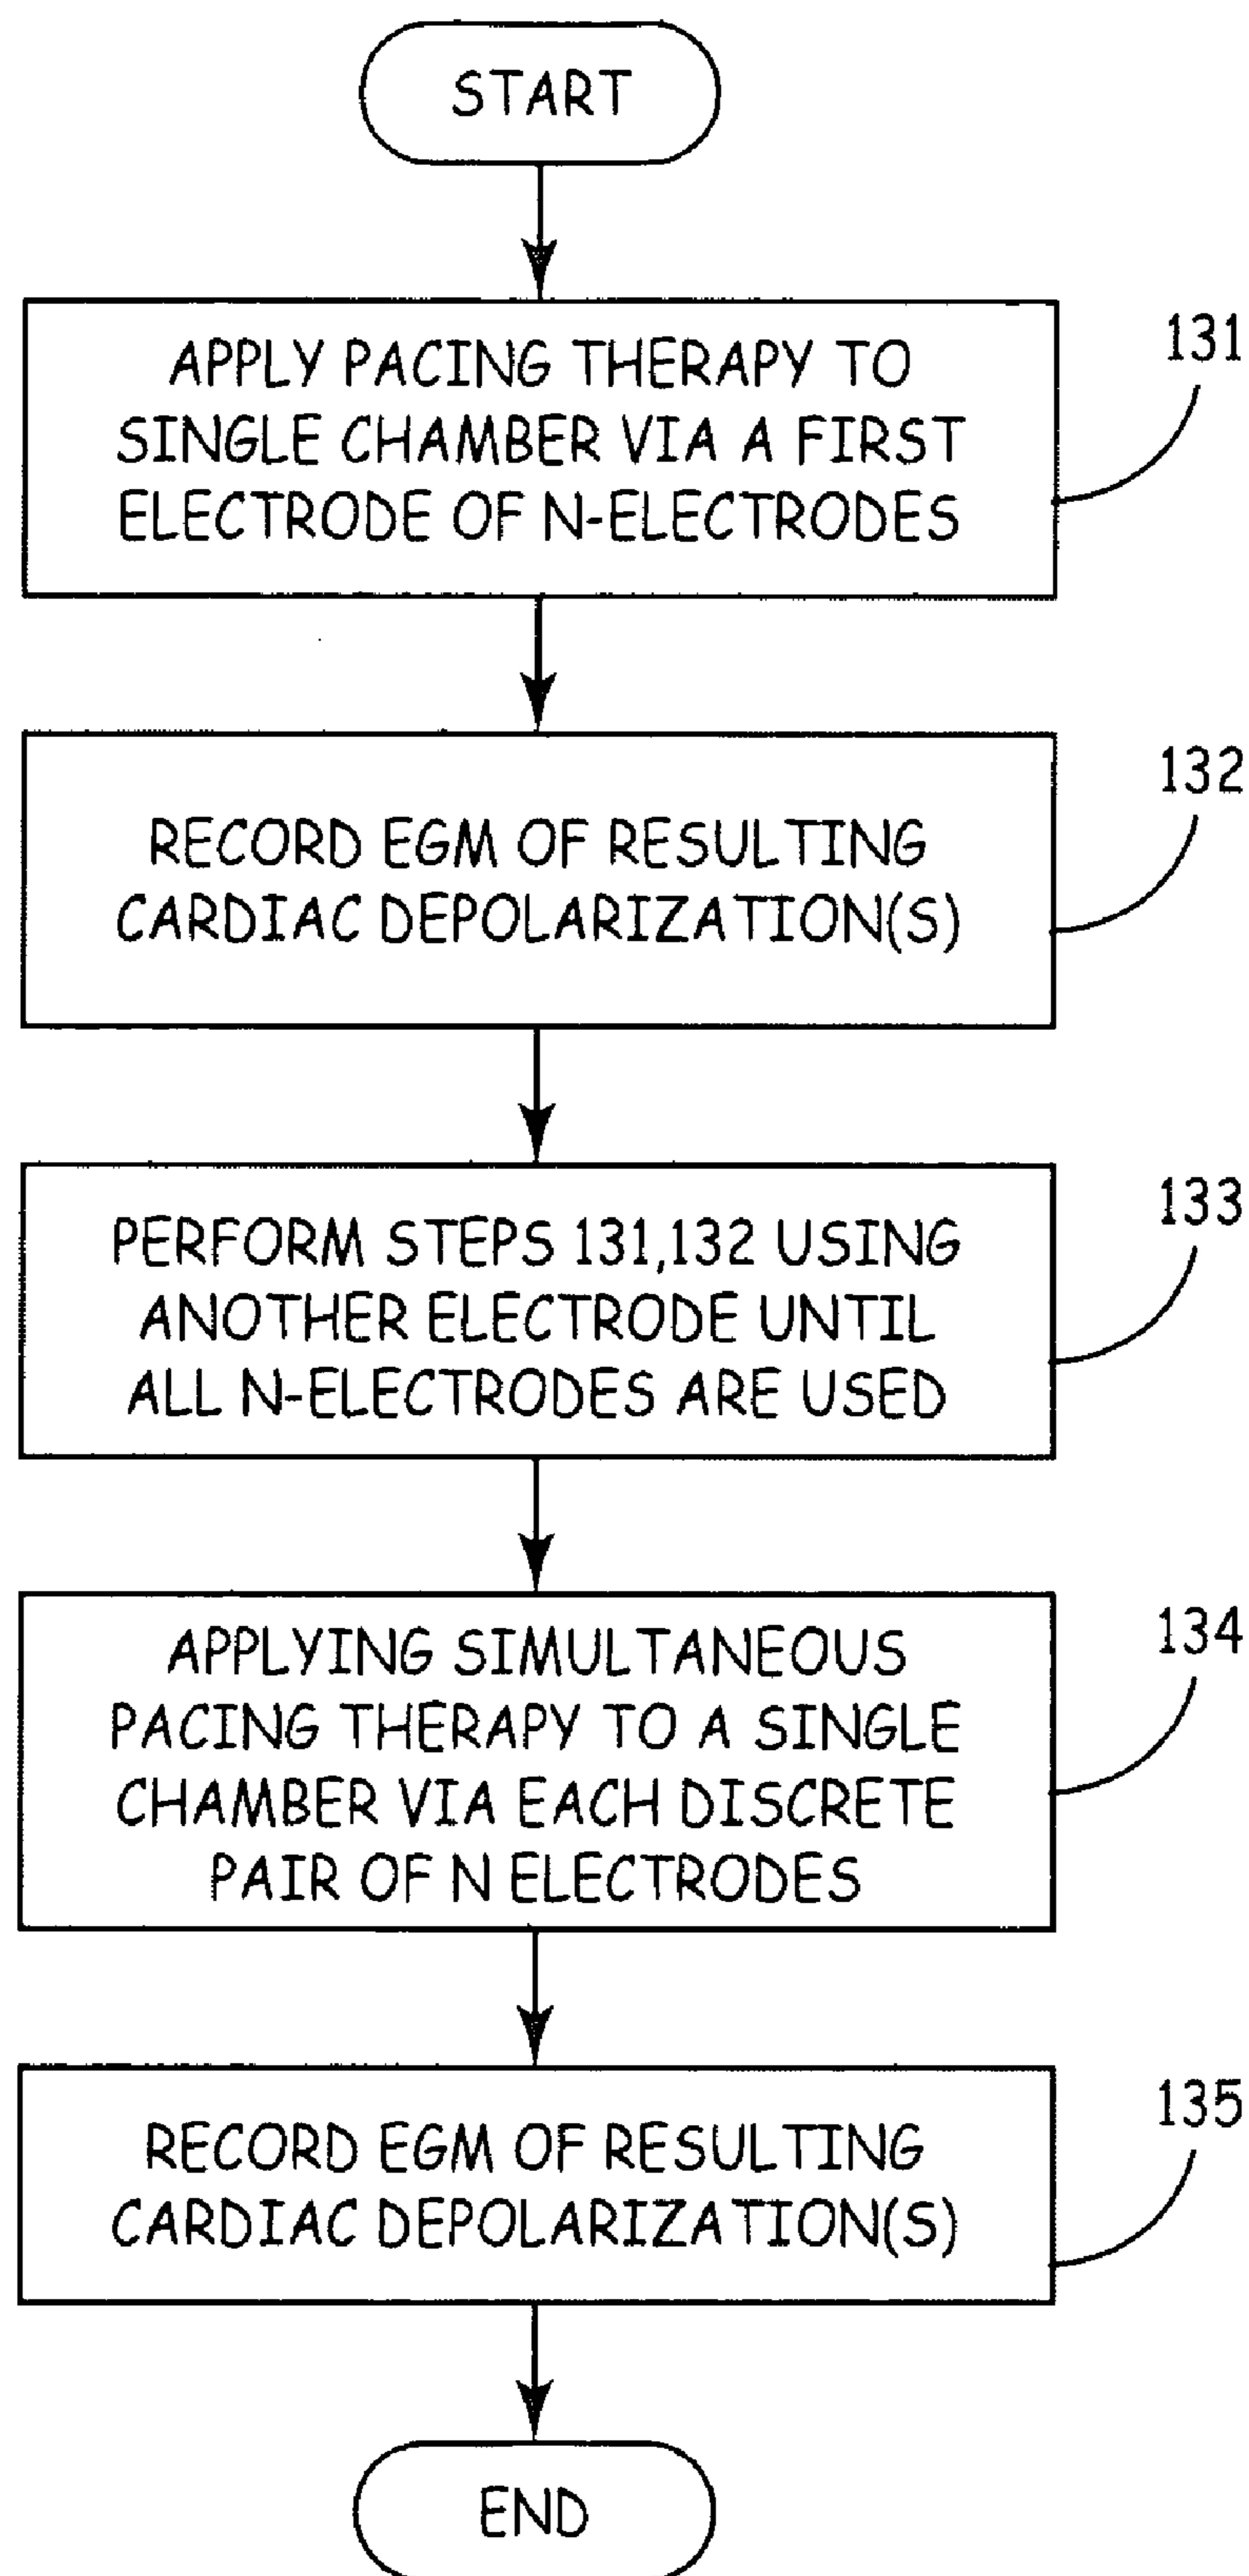 START
APPLY PACING THERAPY TO
SINGLE CHAMBER VIA A FIRST
ELECTRODE OF N-ELECTRODES
131
RECORD EGM OF RESULTING
CARDIAC DEPOLARIZATION(S)
132
PERFORM STEPS 131,132 USING
ANOTHER ELECTRODE UNTIL
ALL N-ELECTRODES ARE USED
133
APPLYING SIMULTANEOUS
PACING THERAPY TO A SINGLE
CHAMBER VIA EACH DISCRETE
PAIR OF N ELECTRODES
134
RECORD EGM OF RESULTING
CARDIAC DEPOLARIZATION(S)
135
END